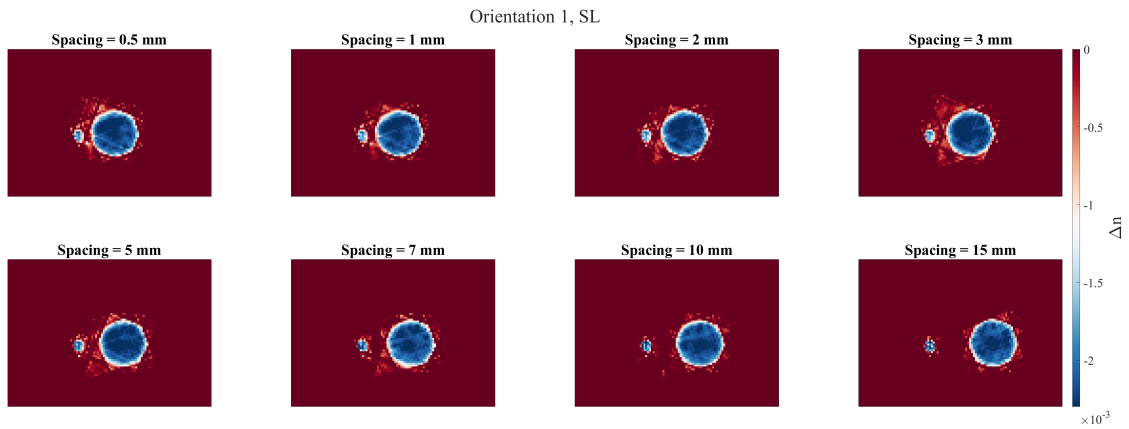 Orientation 1, SL
Spacing = 0.5 mm
Spacing = 1 mm
Spacing = 2 mm
Spacing = 3 mm
0
-0.5
-1
-1.5
-2
×10⁻³
Δn
Spacing = 5 mm
Spacing = 7 mm
Spacing = 10 mm
Spacing = 15 mm